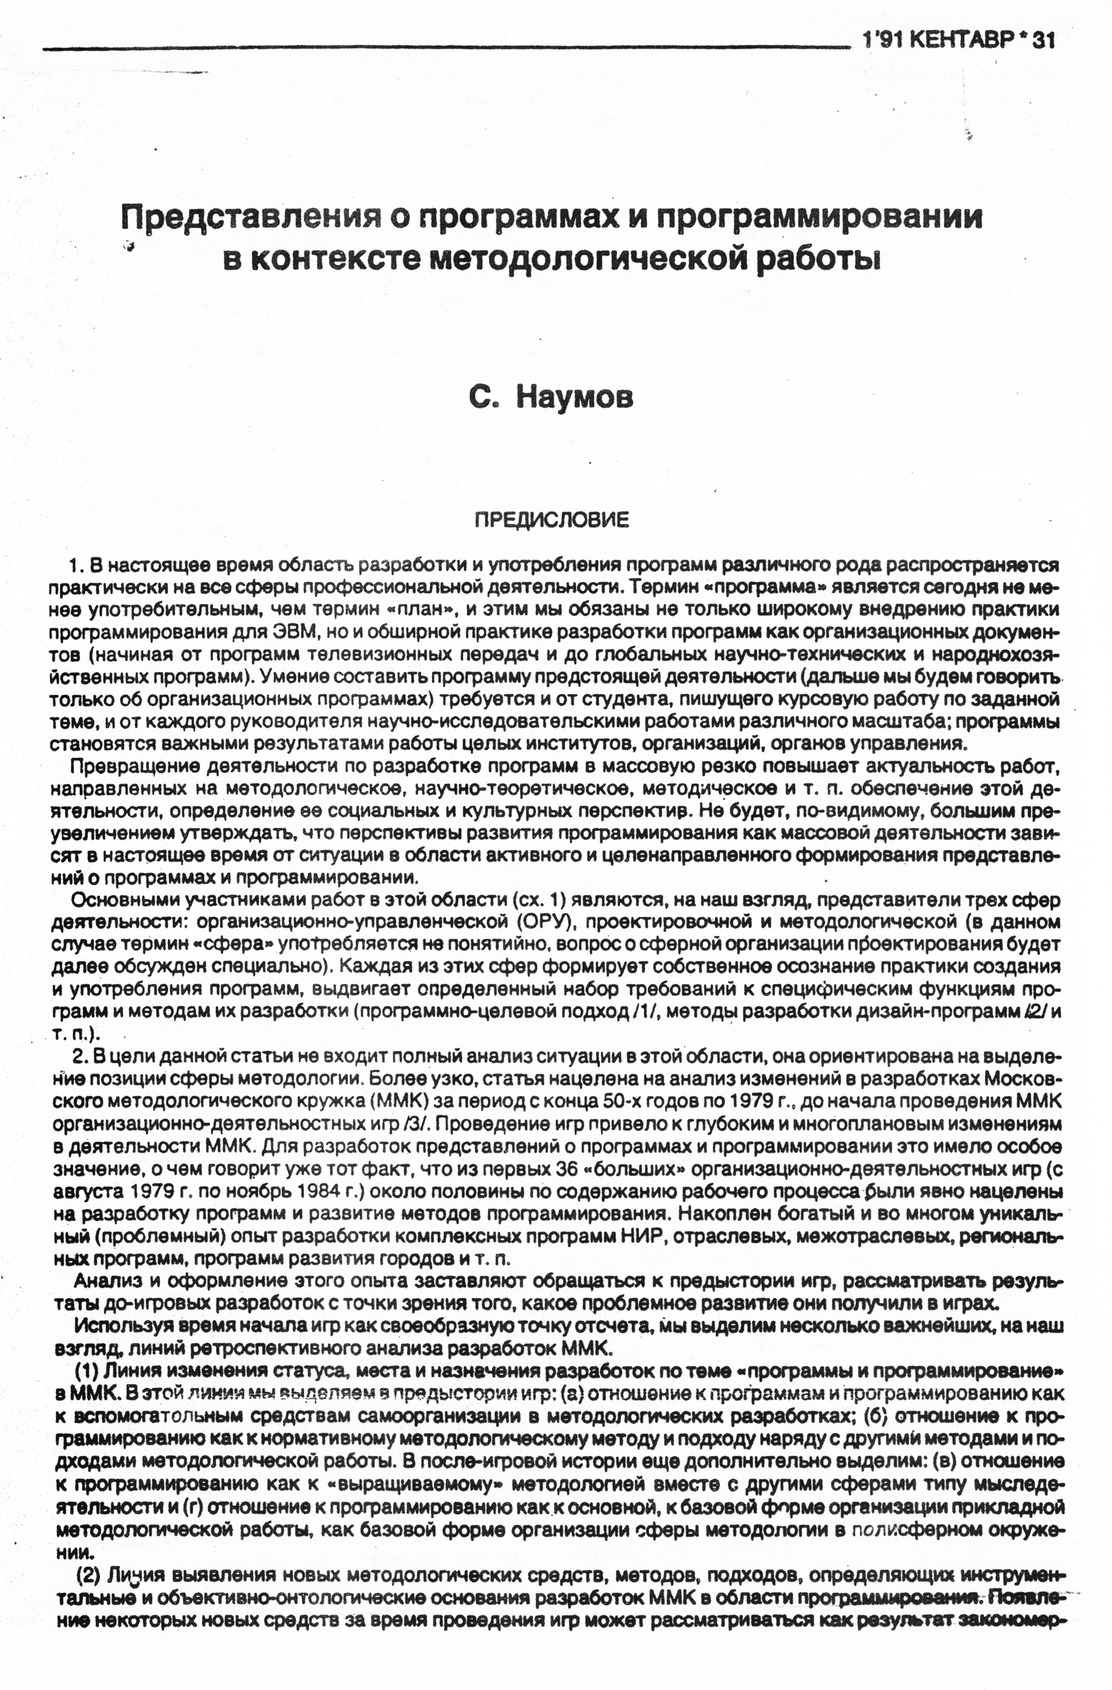 1'91 КЕНТАВР * 31
Представления о программах и программировании
в контексте методологической работы
С. Наумов
ПРЕДИСЛОВИЕ
1. В настоящее время область разработки и употребления программ различного рода распространяется
практически на все сферы профессиональной деятельности. Термин «программа» является сегодня не ме-
нее употребительным, чем термин «план», и этим мы обязаны не только широкому внедрению практики
программирования для ЭВМ, но и обширной практике разработки программ как организационных докумен-
тов (начиная от программ телевизионных передач и до глобальных научно-технических и народнохозя-
йственных программ). Умение составить программу предстоящей деятельности (дальше мы будем говорить
только об организационных программах) требуется и от студента, пишущего курсовую работу по заданной
теме, и от каждого руководителя научно-исследовательскими работами различного масштаба; программы
становятся важными результатами работы целых институтов, организаций, органов управления.
Превращение деятельности по разработке программ в массовую резко повышает актуальность работ,
направленных на методологическое, научно-теоретическое, методическое и т. п. обеспечение этой де-
ятельности, определение ее социальных и культурных перспектив. Не будет, по-видимому, большим пре-
увеличением утверждать, что перспективы развития программирования как массовой деятельности зави-
сят в настоящее время от ситуации в области активного и целенаправленного формирования представле-
ний о программах и программировании.
Основными участниками работ в этой области (сх. 1) являются, на наш взгляд, представители трех сфер
деятельности: организационно-управленческой (ОРУ), проектировочной и методологической (в данном
случае термин «сфера» употребляется не понятийно, вопрос о сферной организации проектирования будет
далее обсужден специально). Каждая из этих сфер формирует собственное осознание практики создания
и употребления программ, выдвигает определенный набор требований к специфическим функциям про-
грамм и методам их разработки (программно-целевой подход /1/, методы разработки дизайн-программ /2/ и
т. п.).
2. В цели данной статьи не входит полный анализ ситуации в этой области, она ориентирована на выделе-
ние позиции сферы методологии. Более узко, статья нацелена на анализ изменений в разработках Москов-
ского методологического кружка (ММК) за период с конца 50-х годов по 1979 г., до начала проведения ММК
организационно-деятельностных игр /3/. Проведение игр привело к глубоким и многоплановым изменениям
в деятельности ММК. Для разработок представлений о программах и программировании это имело особое
значение, о чем говорит уже тот факт, что из первых 36 «больших» организационно-деятельностных игр (с
августа 1979 г. по ноябрь 1984 г.) около половины по содержанию рабочего процесса были явно нацелены
на разработку программ и развитие методов программирования. Накоплен богатый и во многом уникаль-
ный (проблемный) опыт разработки комплексных программ НИР, отраслевых, межотраслевых, региональ-
ных программ, программ развития городов и т. п.
Анализ и оформление этого опыта заставляют обращаться к предыстории игр, рассматривать резуль-
таты до-игровых разработок с точки зрения того, какое проблемное развитие они получили в играх.
Используя время начала игр как своеобразную точку отсчета, мы выделим несколько важнейших, на наш
взгляд, линий ретроспективного анализа разработок ММК.
(1) Линия изменения статуса, места и назначения разработок по теме «программы и программирование»
в ММК. В этой линии мы выделяем в предыстории игр: (а) отношение к программам и программированию как
к вспомогатольным средствам самоорганизации в методологических разработках; (б) отношение к про-
граммированию как к нормативному методологическому методу и подходу наряду с другими методами и по-
дходами методологической работы. В после-игровой истории еще дополнительно выделим: (в) отношение
к программированию как к «выращиваемому» методологией вместе с другими сферами типу мыследе-
ятельности и (г) отношение к программированию как к основной, к базовой форме организации прикладной
методологической работы, как базовой форме организации сферы методологии в полисферном окруже-
нии.
(2) Линия выявления новых методологических средств, методов, подходов, определяющих инструмен-
тальные и объективно-онтологические основания разработок ММК в области программирования. Появле-
ние некоторых новых средств за время проведения игр может рассматриваться как результат закономер-